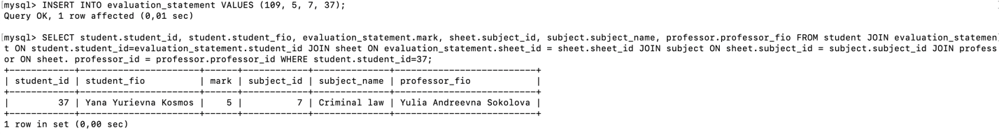 [mysql> INSERT INTO evaluation_statement VALUES (109, 5, 7, 37);
Query OK, 1 row affected (0,01 sec)
[mysql> SELECT student.student_id, student.student_fio, evaluation_statement.mark, sheet.subject_id, subject.subject_name, professor.professor_fio FROM student JOIN evaluation_statemen
t ON student.student_id=evaluation_statement.student_id JOIN sheet ON evaluation_statement.sheet_id = sheet.sheet_id JOIN subject ON sheet.subject_id = subject.subject_id JOIN profess
or ON sheet. professor_id = professor.professor_id WHERE student.student_id=37;
+------------+----------------------+------+------------+--------------+--------------------------+
| student_id | student_fio          | mark | subject_id | subject_name | professor_fio            |
+------------+----------------------+------+------------+--------------+--------------------------+
|         37 | Yana Yurievna Kosmos |    5 |          7 | Criminal law | Yulia Andreevna Sokolova |
+------------+----------------------+------+------------+--------------+--------------------------+
1 row in set (0,00 sec)